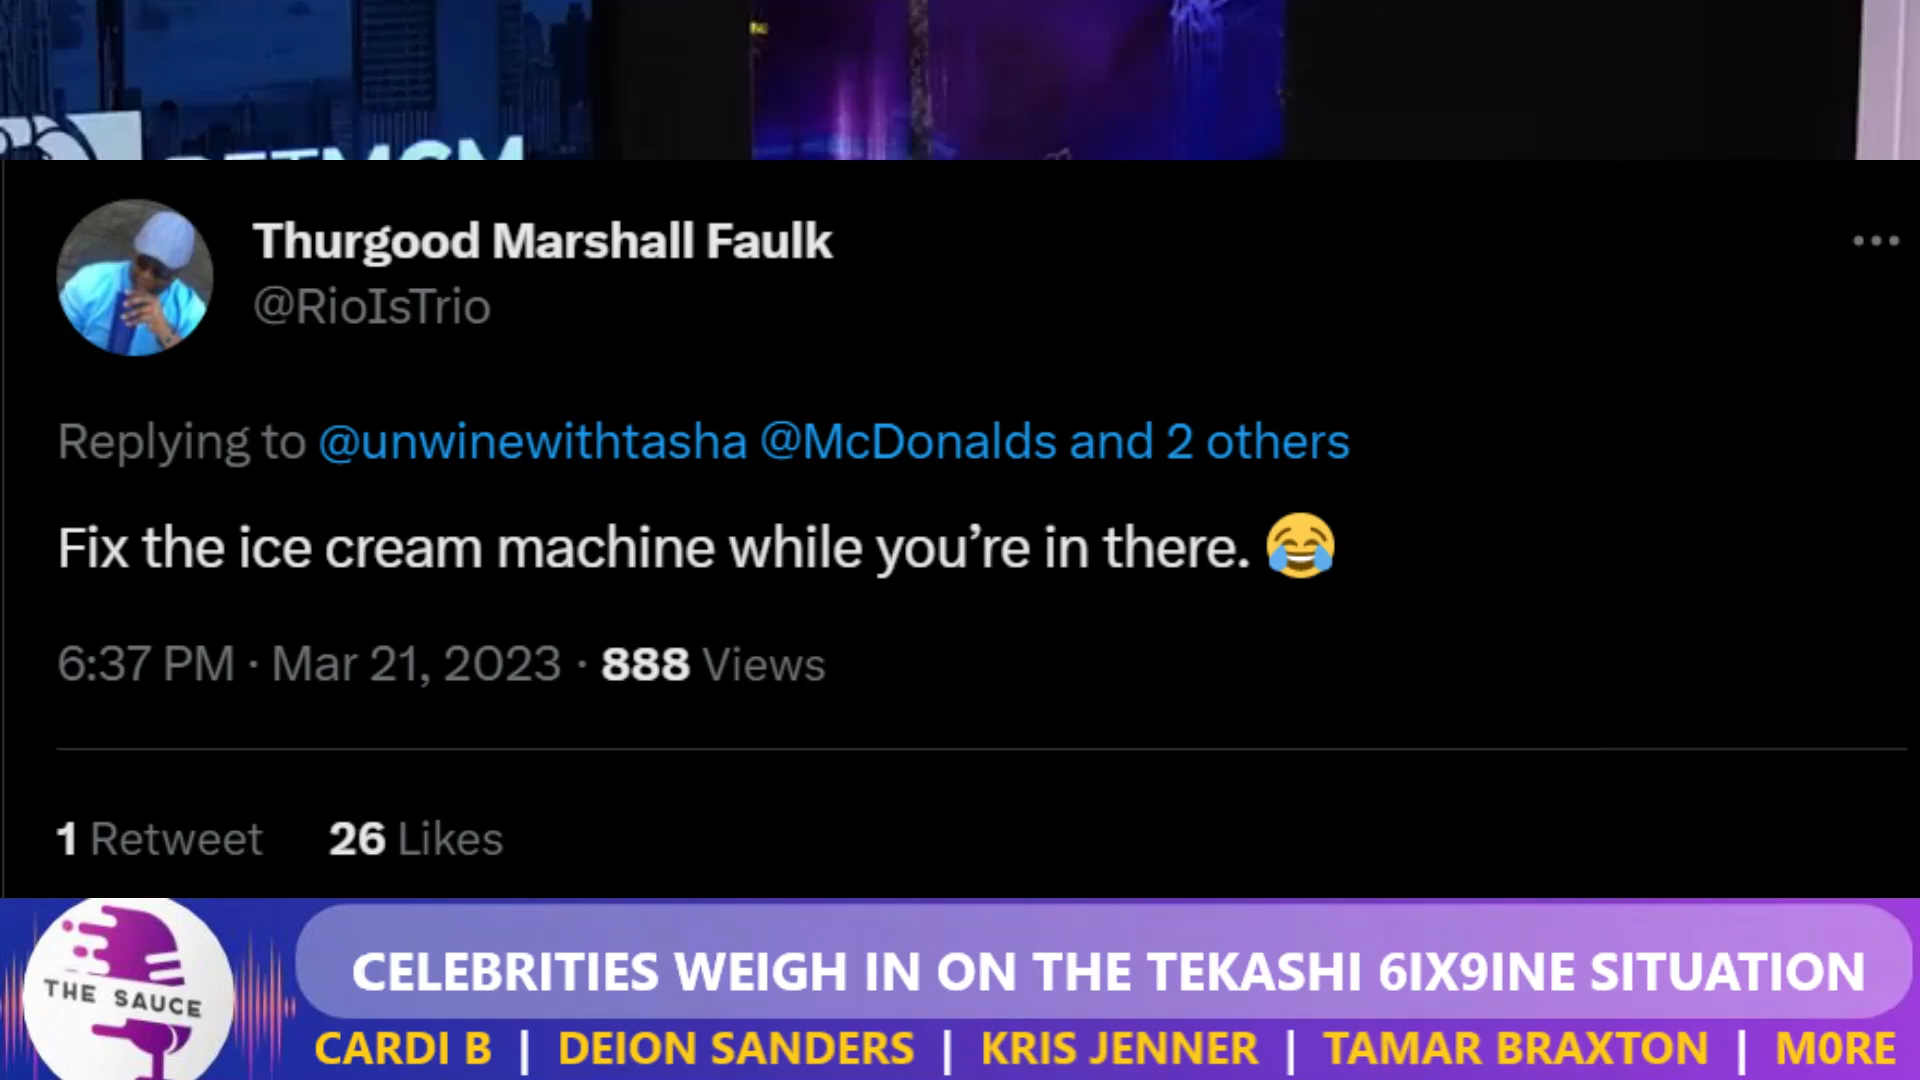 BETMGM
Thurgood Marshall Faulk
@RioIsTrio
Replying to @unwinewithtasha @McDonalds and 2 others
Fix the ice cream machine while you’re in there. 😂
6:37 PM · Mar 21, 2023 · 888 Views
1 Retweet 26 Likes
THE SAUCE
CELEBRITIES WEIGH IN ON THE TEKASHI 6IX9INE SITUATION
CARDI B | DEION SANDERS | KRIS JENNER | TAMAR BRAXTON | M0RE